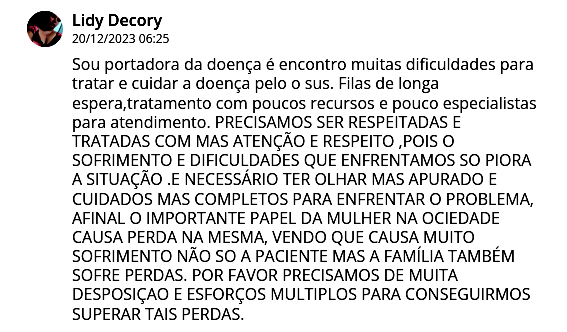 Lidy Decory
20/12/2023 06:25
Sou portadora da doença é encontro muitas dificuldades para
tratar e cuidar a doença pelo o sus. Filas de longa
espera,tratamento com poucos recursos e pouco especialistas
para atendimento. PRECISAMOS SER RESPEITADAS E
TRATADAS COM MAS ATENÇÃO E RESPEITO ,POIS O
SOFRIMENTO E DIFICULDADES QUE ENFRENTAMOS SO PIORA
A SITUAÇÃO .E NECESSÁRIO TER OLHAR MAS APURADO E
CUIDADOS MAS COMPLETOS PARA ENFRENTAR O PROBLEMA,
AFINAL O IMPORTANTE PAPEL DA MULHER NA OCIEDADE
CAUSA PERDA NA MESMA, VENDO QUE CAUSA MUITO
SOFRIMENTO NÃO SO A PACIENTE MAS A FAMÍLIA TAMBÉM
SOFRE PERDAS. POR FAVOR PRECISAMOS DE MUITA
DESPOSIÇAO E ESFORÇOS MULTIPLOS PARA CONSEGUIRMOS
SUPERAR TAIS PERDAS.